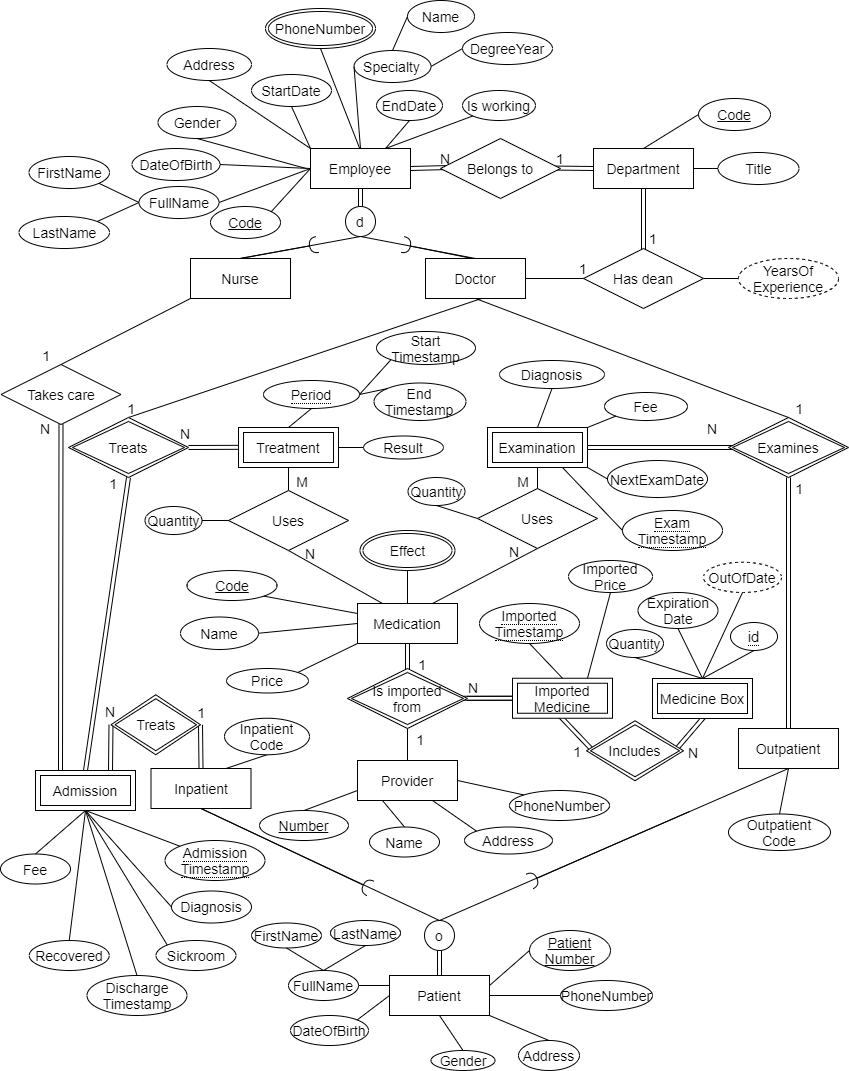 Name
PhoneNumber
DegreeYear
Address
Specialty
StartDate
EndDate
Is working
Code
Gender
N
1
DateOfBirth
Employee
Belongs to
Department
Title
FirstName
FullName
Code
LastName
d
1
Nurse
Doctor
1
Has dean
YearsOf
Experience
Start
Timestamp
1
Diagnosis
Takes care
Period
End
Timestamp
Fee
1
1
N
N
N
Treats
Treatment
Result
Examination
Examines
1
M
M
NextExamDate
1
Quantity
Quantity
Uses
Uses
Exam
Timestamp
N
Effect
N
Imported
Price
OutOfDate
Code
Expiration
Date
Imported
Timestamp
Name
Medication
Quantity
id
1
Price
Is imported
from
N
Imported
Medicine
Medicine Box
N
1
Treats
Inpatient
Code
1
1
Includes
N
Outpatient
Admission
Inpatient
Provider
PhoneNumber
Number
Name
Address
Outpatient
Code
Admission
Timestamp
Fee
Diagnosis
FirstName
LastName
o
Recovered
Sickroom
Patient
Number
Discharge
Timestamp
FullName
Patient
PhoneNumber
DateOfBirth
Gender
Address